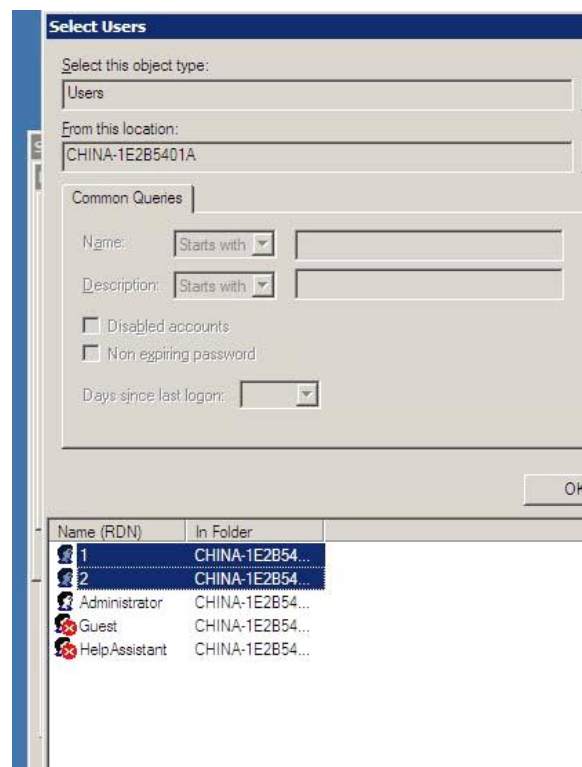 Select Users
Select this object type:
Users
From this location:
CHINA-1E2B5401A
Common Queries
Name: Starts with
Description: Starts with
Disabled accounts
Non expiring password
Days since last logon:
OK
Name (RDN) In Folder
1 CHINA-1E2B54...
2 CHINA-1E2B54...
Administrator CHINA-1E2B54...
Guest CHINA-1E2B54...
HelpAssistant CHINA-1E2B54...